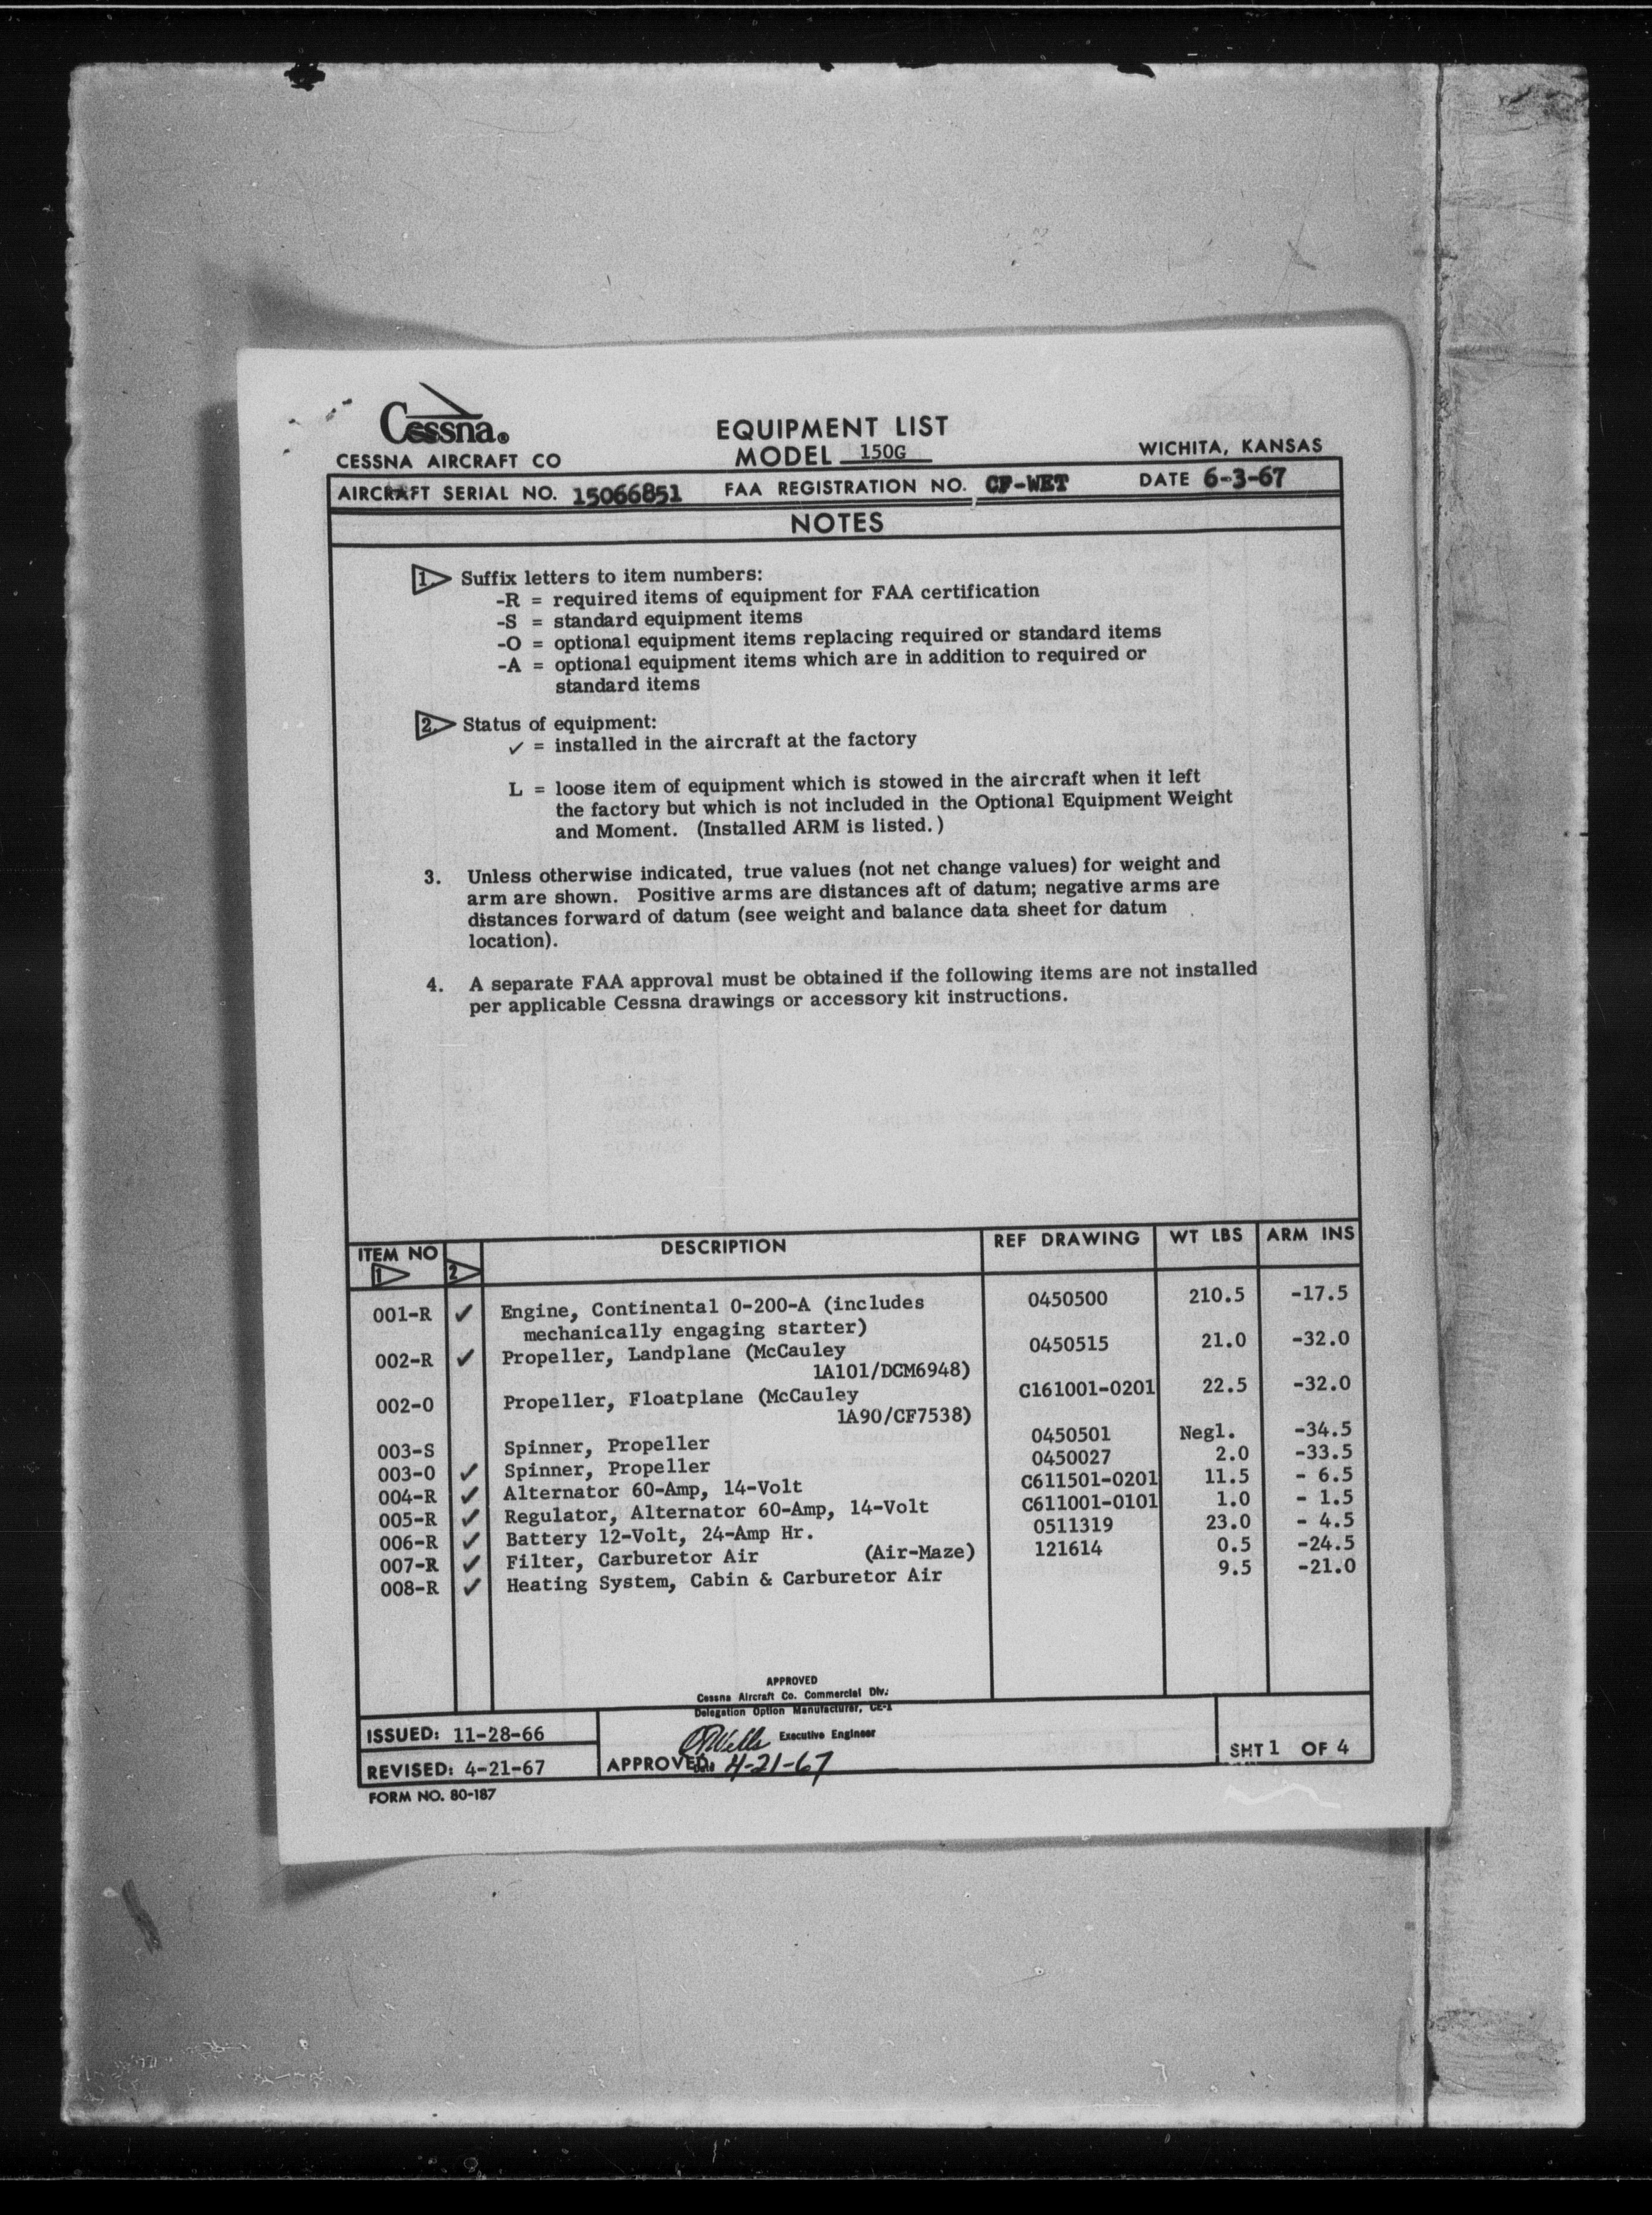 Cessna®
CESSNA AIRCRAFT CO
EQUIPMENT LIST
MODEL 150G
WICHITA, KANSAS
AIRCRAFT SERIAL NO. 15066851 FAA REGISTRATION NO. CF-WET DATE 6-3-67
NOTES
1 Suffix letters to item numbers:
-R = required items of equipment for FAA certification
-S = standard equipment items
-O = optional equipment items replacing required or standard items
-A = optional equipment items which are in addition to required or
standard items
2 Status of equipment:
✓ = installed in the aircraft at the factory
L = loose item of equipment which is stowed in the aircraft when it left
the factory but which is not included in the Optional Equipment Weight
and Moment. (Installed ARM is listed.)
3. Unless otherwise indicated, true values (not net change values) for weight and
arm are shown. Positive arms are distances aft of datum; negative arms are
distances forward of datum (see weight and balance data sheet for datum
location).
4. A separate FAA approval must be obtained if the following items are not installed
per applicable Cessna drawings or accessory kit instructions.
ITEM NO 1 2 DESCRIPTION REF DRAWING WT LBS ARM INS
001-R ✓ Engine, Continental 0-200-A (includes 0450500 210.5 -17.5
mechanically engaging starter)
002-R ✓ Propeller, Landplane (McCauley 0450515 21.0 -32.0
1A101/DCM6948)
002-0 Propeller, Floatplane (McCauley C161001-0201 22.5 -32.0
1A90/CF7538)
003-S Spinner, Propeller 0450501 Negl. -34.5
003-0 ✓ Spinner, Propeller 0450027 2.0 -33.5
004-R ✓ Alternator 60-Amp, 14-Volt C611501-0201 11.5 - 6.5
005-R ✓ Regulator, Alternator 60-Amp, 14-Volt C611001-0101 1.0 - 1.5
006-R ✓ Battery 12-Volt, 24-Amp Hr. 0511319 23.0 - 4.5
007-R ✓ Filter, Carburetor Air (Air-Maze) 121614 0.5 -24.5
008-R ✓ Heating System, Cabin & Carburetor Air 9.5 -21.0
APPROVED
Cessna Aircraft Co. Commercial Div.
Delegation Option Manufacturer, CE-1
Wells Executive Engineer
ISSUED: 11-28-66
REVISED: 4-21-67
APPROVED: Date 4-21-67
SHT 1 OF 4
FORM NO. 80-187